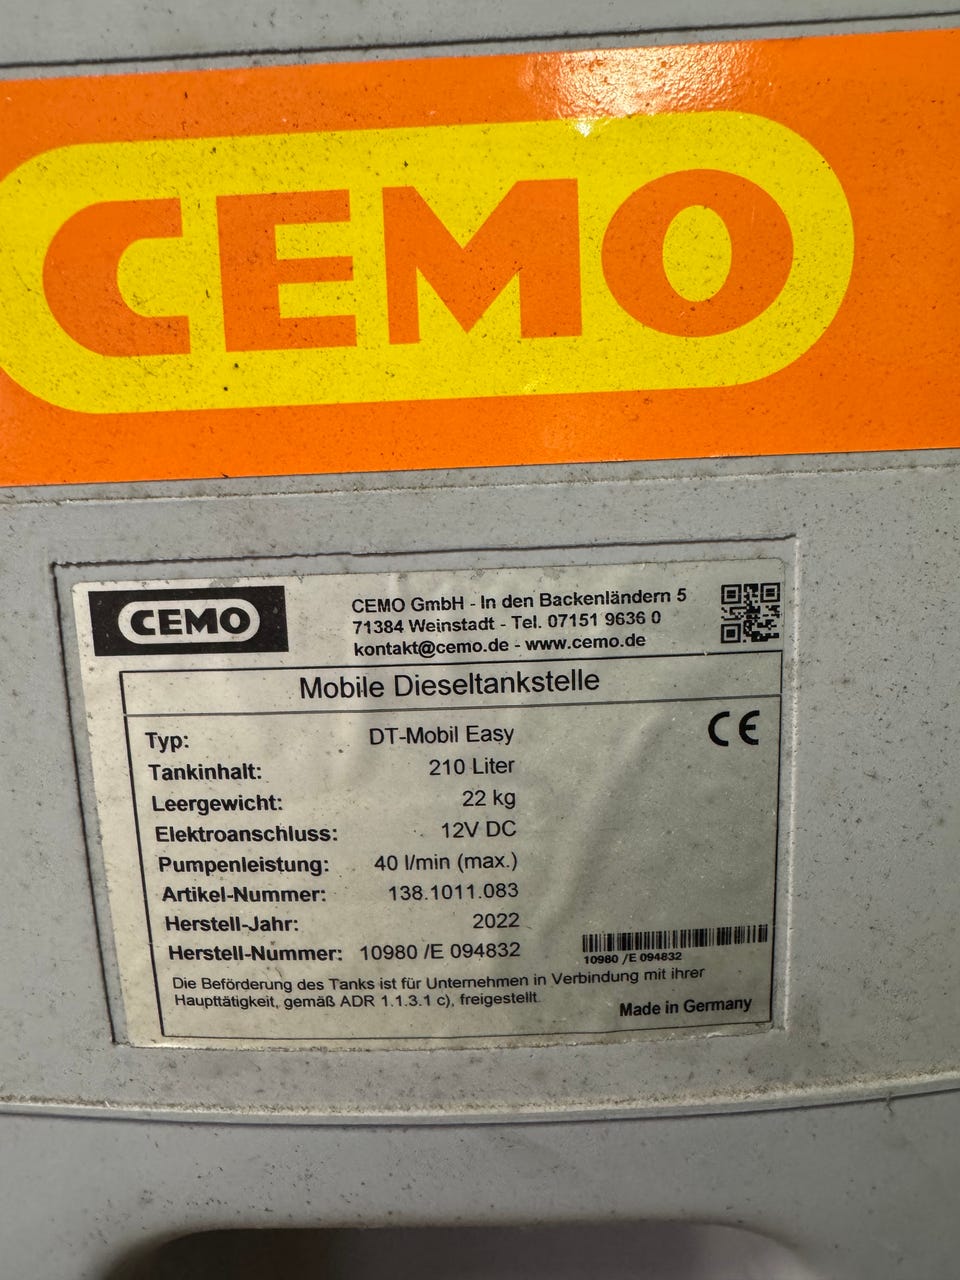 CEMO
CEMO
CEMO GmbH - In den Backenländern 5
71384 Weinstadt - Tel. 07151 9636 0
kontakt@cemo.de - www.cemo.de
Mobile Dieseltankstelle
CE
Typ: DT-Mobil Easy
Tankinhalt: 210 Liter
Leergewicht: 22 kg
Elektroanschluss: 12V DC
Pumpenleistung: 40 l/min (max.)
Artikel-Nummer: 138.1011.083
Herstell-Jahr: 2022
Herstell-Nummer: 10980 /E 094832
10980 /E 094832
Die Beförderung des Tanks ist für Unternehmen in Verbindung mit ihrer
Haupttätigkeit, gemäß ADR 1.1.3.1 c), freigestellt.
Made in Germany